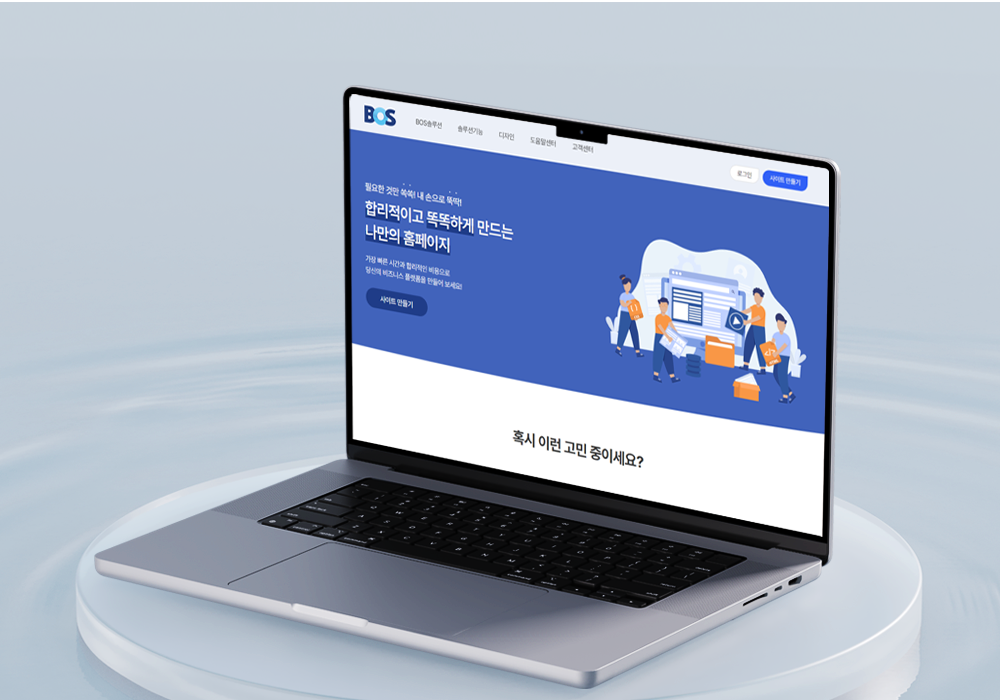 BOS
BOS솔루션 솔루션기능 디자인 도움말센터 고객센터
로그인 사이트 만들기
필요한 것만 쏙쏙! 내 손으로 뚝딱!
합리적이고 똑똑하게 만드는
나만의 홈페이지
가장 빠른 시간과 합리적인 비용으로
당신의 비즈니스 플랫폼을 만들어 보세요!
사이트 만들기
혹시 이런 고민 중이세요?